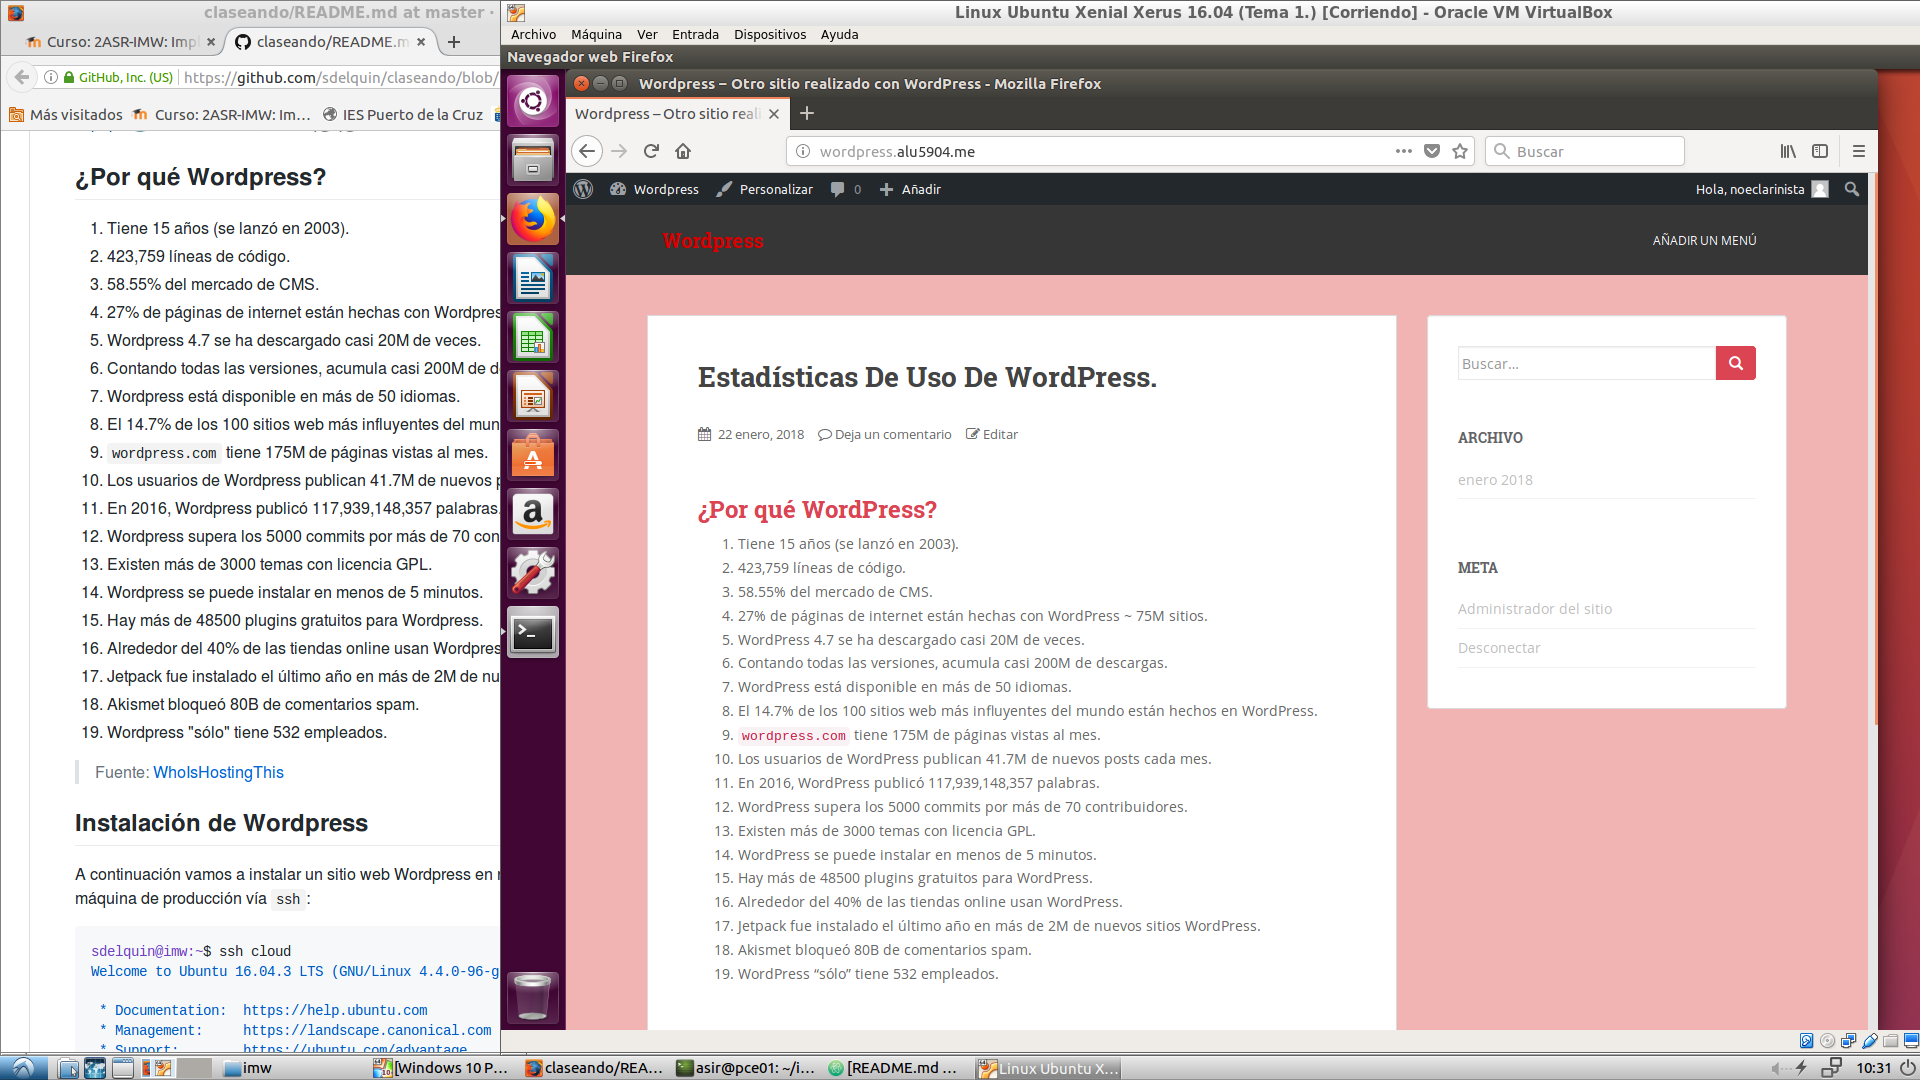 claseando/README.md at master ·
Curso: 2ASR-IMW: Impl
claseando/README.m
GitHub, Inc. (US)
https://github.com/sdelquin/claseando/blob/
Más visitados
Curso: 2ASR-IMW: Im...
IES Puerto de la Cruz
¿Por qué Wordpress?
1. Tiene 15 años (se lanzó en 2003).
2. 423,759 líneas de código.
3. 58.55% del mercado de CMS.
4. 27% de páginas de internet están hechas con Wordpres
5. Wordpress 4.7 se ha descargado casi 20M de veces.
6. Contando todas las versiones, acumula casi 200M de d
7. Wordpress está disponible en más de 50 idiomas.
8. El 14.7% de los 100 sitios web más influyentes del mun
9. wordpress.com tiene 175M de páginas vistas al mes.
10. Los usuarios de Wordpress publican 41.7M de nuevos p
11. En 2016, Wordpress publicó 117,939,148,357 palabras.
12. Wordpress supera los 5000 commits por más de 70 con
13. Existen más de 3000 temas con licencia GPL.
14. Wordpress se puede instalar en menos de 5 minutos.
15. Hay más de 48500 plugins gratuitos para Wordpress.
16. Alrededor del 40% de las tiendas online usan Wordpres
17. Jetpack fue instalado el último año en más de 2M de nu
18. Akismet bloqueó 80B de comentarios spam.
19. Wordpress "sólo" tiene 532 empleados.
Fuente: WhoIsHostingThis
Instalación de Wordpress
A continuación vamos a instalar un sitio web Wordpress en
máquina de producción vía ssh :
sdelquin@imw:~$ ssh cloud
Welcome to Ubuntu 16.04.3 LTS (GNU/Linux 4.4.0-96-g
* Documentation: https://help.ubuntu.com
* Management: https://landscape.canonical.com
* Support: https://ubuntu.com/advantage
Linux Ubuntu Xenial Xerus 16.04 (Tema 1.) [Corriendo] - Oracle VM VirtualBox
Archivo Máquina Ver Entrada Dispositivos Ayuda
Navegador web Firefox
Wordpress – Otro sitio realizado con WordPress - Mozilla Firefox
Wordpress – Otro sitio real
wordpress.alu5904.me
Buscar
Wordpress Personalizar 0 Añadir
Hola, noeclarinista
Wordpress
AÑADIR UN MENÚ
Estadísticas De Uso De WordPress.
22 enero, 2018 Deja un comentario Editar
¿Por qué WordPress?
1. Tiene 15 años (se lanzó en 2003).
2. 423,759 líneas de código.
3. 58.55% del mercado de CMS.
4. 27% de páginas de internet están hechas con WordPress ~ 75M sitios.
5. WordPress 4.7 se ha descargado casi 20M de veces.
6. Contando todas las versiones, acumula casi 200M de descargas.
7. WordPress está disponible en más de 50 idiomas.
8. El 14.7% de los 100 sitios web más influyentes del mundo están hechos en WordPress.
9. wordpress.com tiene 175M de páginas vistas al mes.
10. Los usuarios de WordPress publican 41.7M de nuevos posts cada mes.
11. En 2016, WordPress publicó 117,939,148,357 palabras.
12. WordPress supera los 5000 commits por más de 70 contribuidores.
13. Existen más de 3000 temas con licencia GPL.
14. WordPress se puede instalar en menos de 5 minutos.
15. Hay más de 48500 plugins gratuitos para WordPress.
16. Alrededor del 40% de las tiendas online usan WordPress.
17. Jetpack fue instalado el último año en más de 2M de nuevos sitios WordPress.
18. Akismet bloqueó 80B de comentarios spam.
19. WordPress “sólo” tiene 532 empleados.
Buscar...
ARCHIVO
enero 2018
META
Administrador del sitio
Desconectar
imw
[Windows 10 P...
claseando/REA...
asir@pce01: ~/i...
[README.md ...
Linux Ubuntu X...
10:31